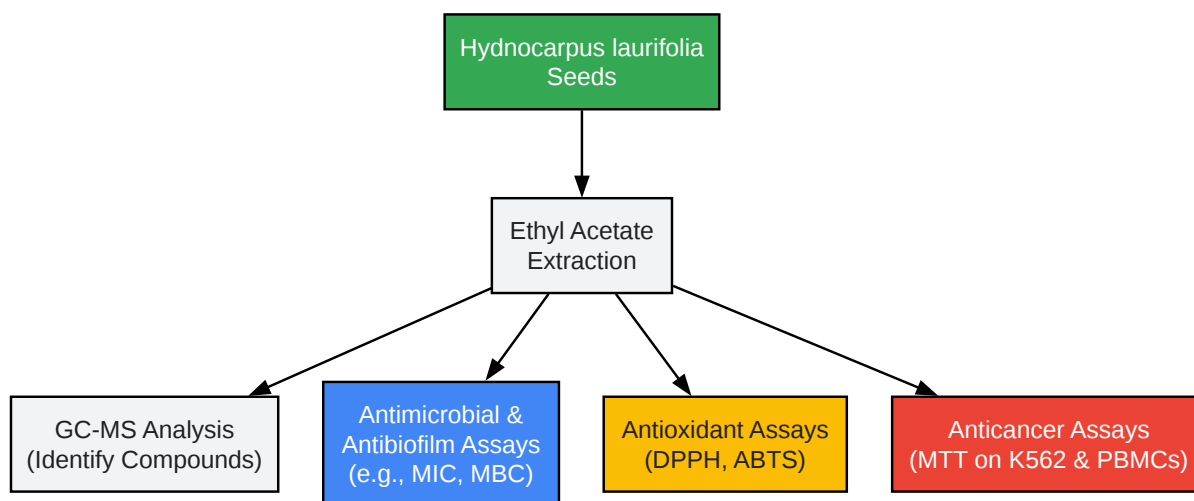 Hydnocarpus laurifolia
Seeds
Ethyl Acetate
Extraction
GC-MS Analysis
(Identify Compounds)
Antimicrobial &
Antibiofilm Assays
(e.g., MIC, MBC)
Antioxidant Assays
(DPPH, ABTS)
Anticancer Assays
(MTT on K562 & PBMCs)